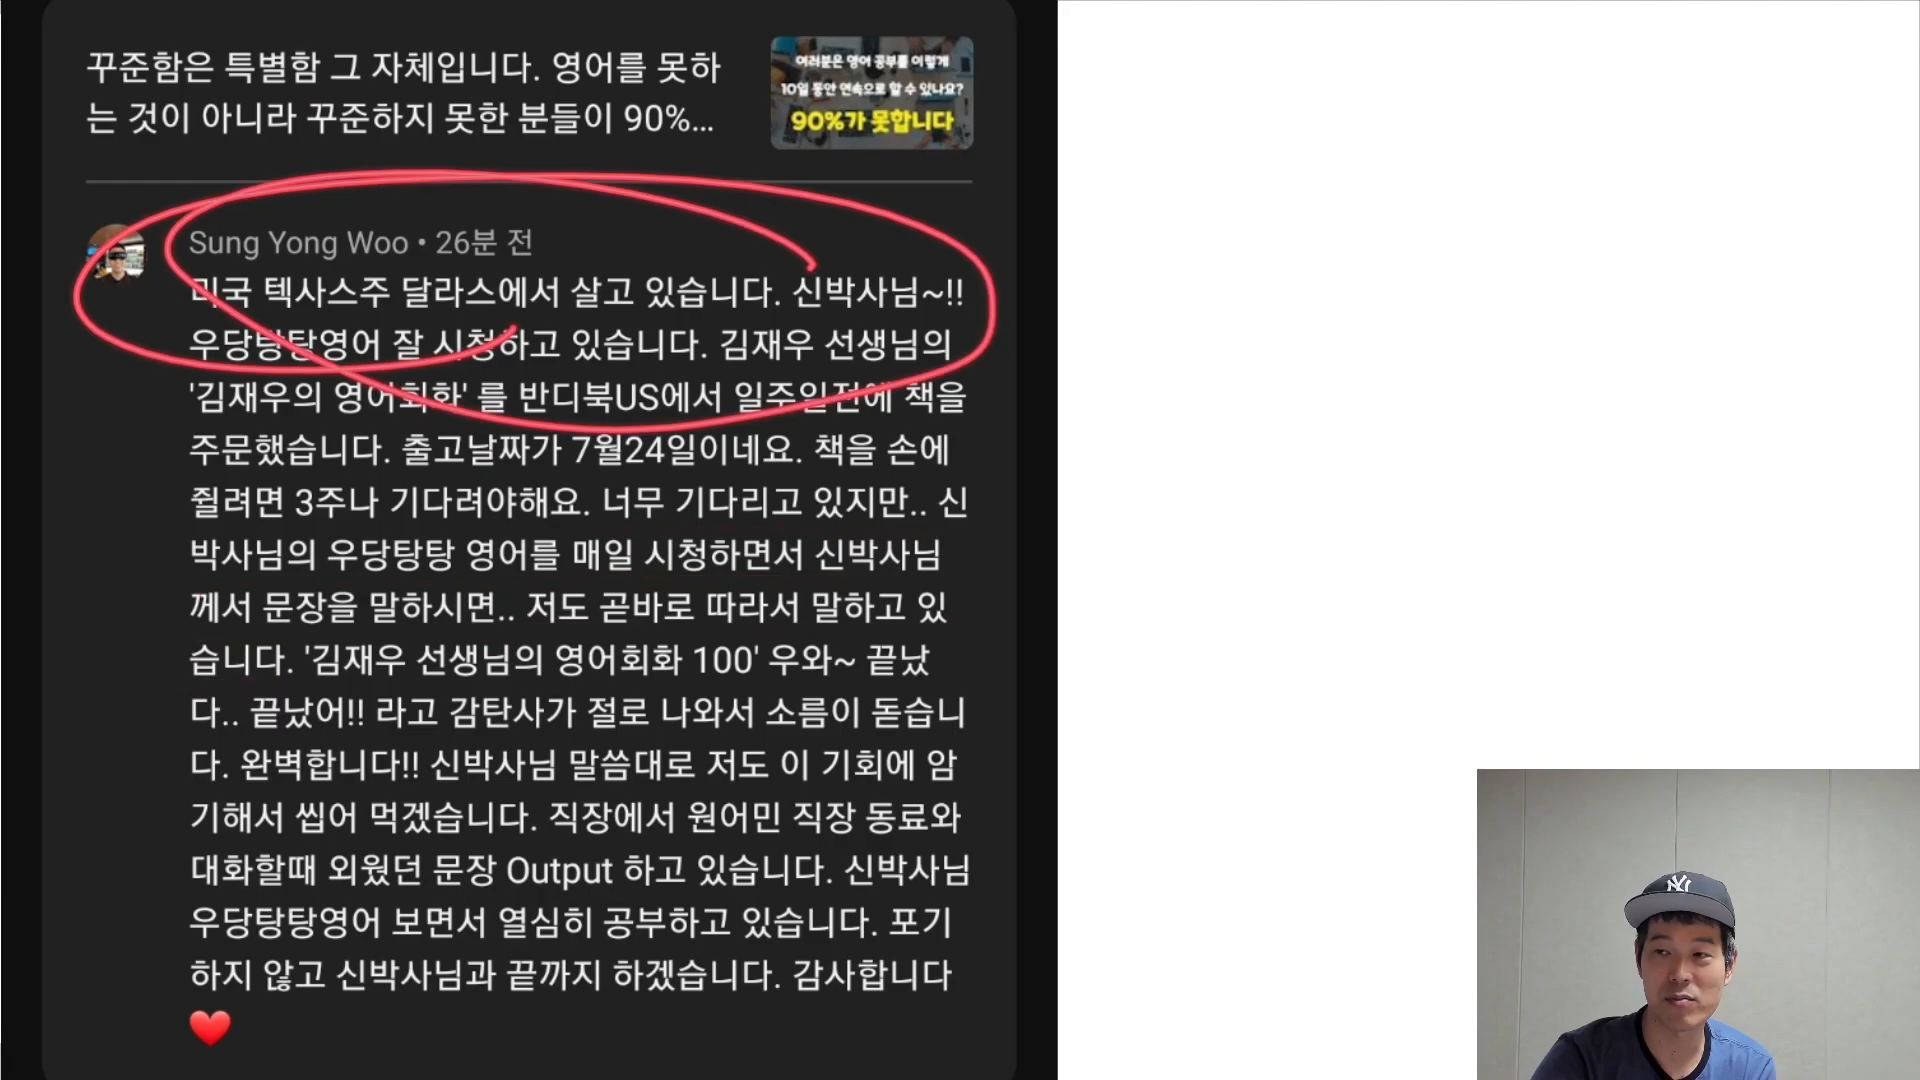 꾸준함은 특별함 그 자체입니다. 영어를 못하
는 것이 아니라 꾸준하지 못한 분들이 90%...
여러분은 영어 공부를 이렇게
10일 동안 연속으로 할 수 있나요?
90%가 못합니다
Sung Yong Woo • 26분 전
미국 텍사스주 달라스에서 살고 있습니다. 신박사님~!!
우당탕탕영어 잘 시청하고 있습니다. 김재우 선생님의
'김재우의 영어회화' 를 반디북US에서 일주일전에 책을
주문했습니다. 출고날짜가 7월24일이네요. 책을 손에
쥘려면 3주나 기다려야해요. 너무 기다리고 있지만.. 신
박사님의 우당탕탕 영어를 매일 시청하면서 신박사님
께서 문장을 말하시면.. 저도 곧바로 따라서 말하고 있
습니다. '김재우 선생님의 영어회화 100' 우와~ 끝났
다.. 끝났어!! 라고 감탄사가 절로 나와서 소름이 돋습니
다. 완벽합니다!! 신박사님 말씀대로 저도 이 기회에 암
기해서 씹어 먹겠습니다. 직장에서 원어민 직장 동료와
대화할때 외웠던 문장 Output 하고 있습니다. 신박사님
우당탕탕영어 보면서 열심히 공부하고 있습니다. 포기
하지 않고 신박사님과 끝까지 하겠습니다. 감사합니다
❤️
NY